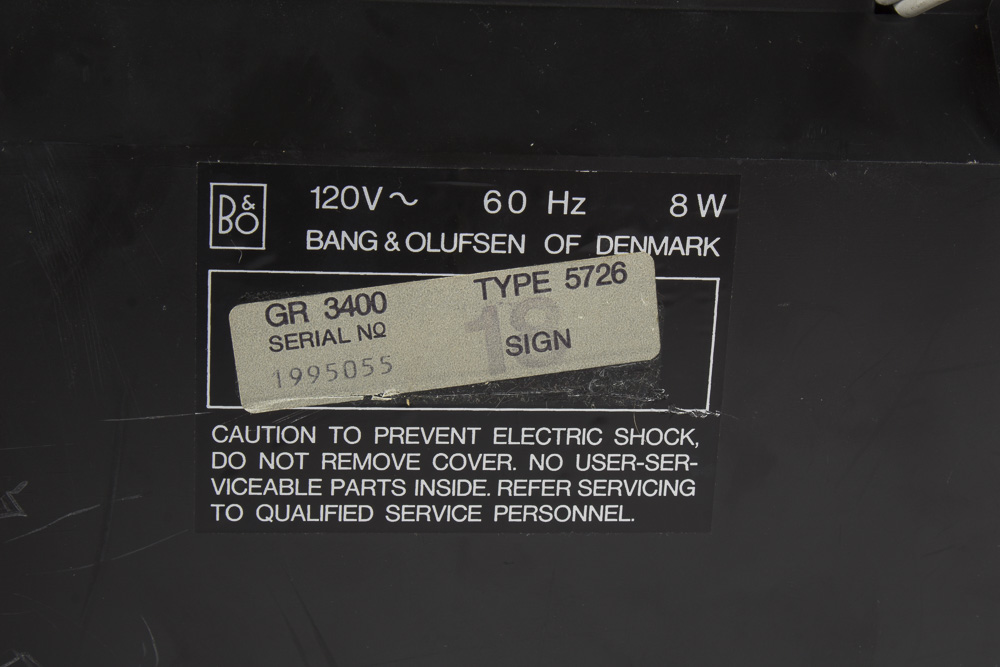 B&O
120V~ 60 Hz 8 W
BANG & OLUFSEN OF DENMARK
GR 3400 TYPE 5726
SERIAL Nº 18 SIGN
1995055
CAUTION TO PREVENT ELECTRIC SHOCK,
DO NOT REMOVE COVER. NO USER-SER-
VICEABLE PARTS INSIDE. REFER SERVICING
TO QUALIFIED SERVICE PERSONNEL.